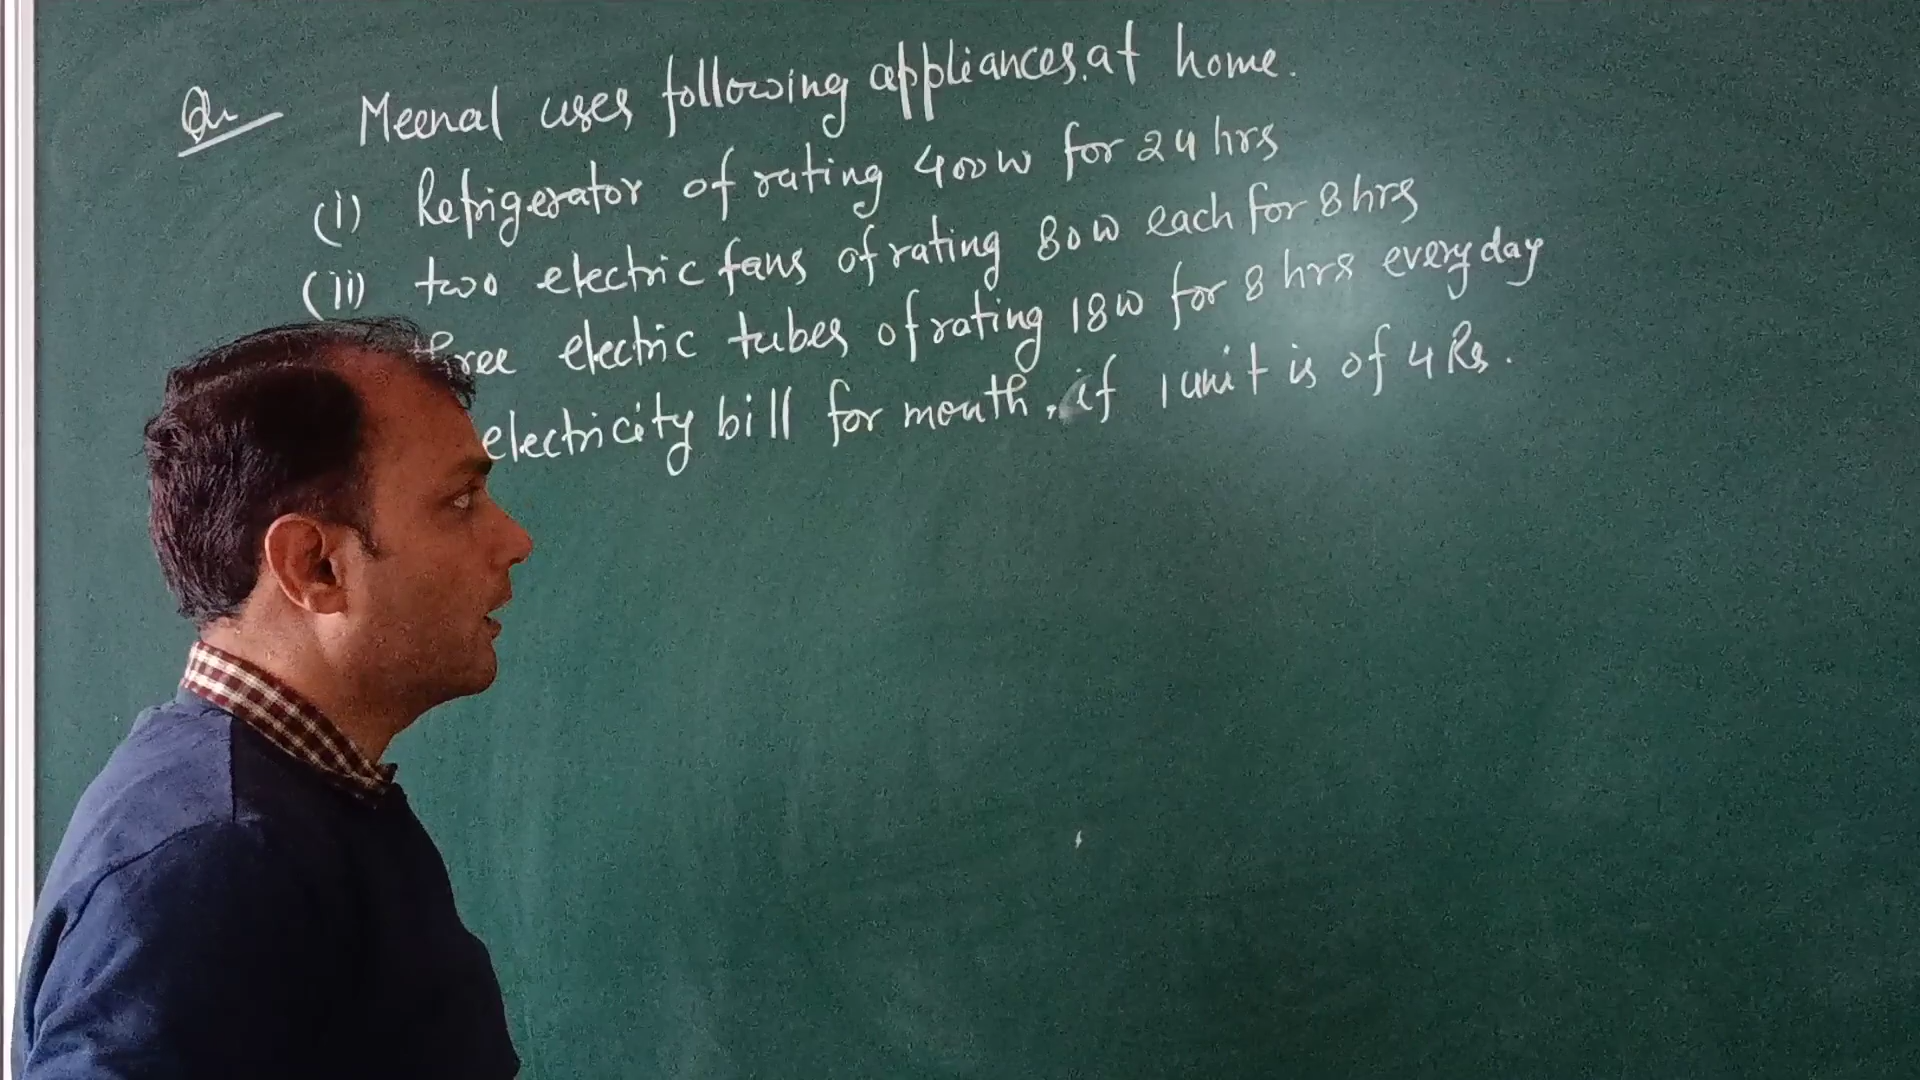 Qu Meenal uses following appliances at home.
(i) Refrigerator of rating 400w for 24 hrs
(ii) two electric fans of rating 80w each for 8hrs
three electric tubes of rating 18w for 8 hrs everyday
electricity bill for month, if 1 unit is of 4 Rs.